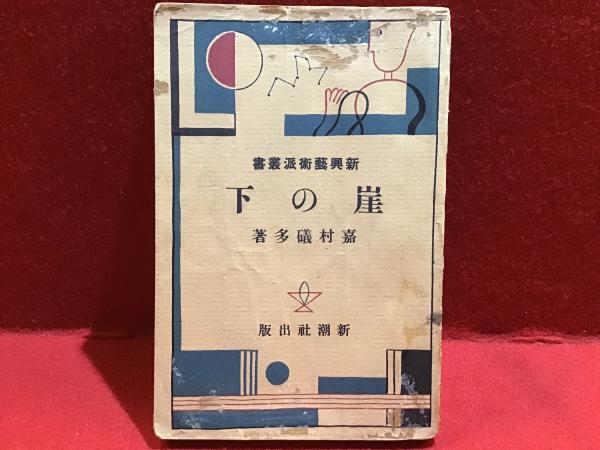 新興藝術派叢書
崖の下
嘉村礒多著
新潮社出版